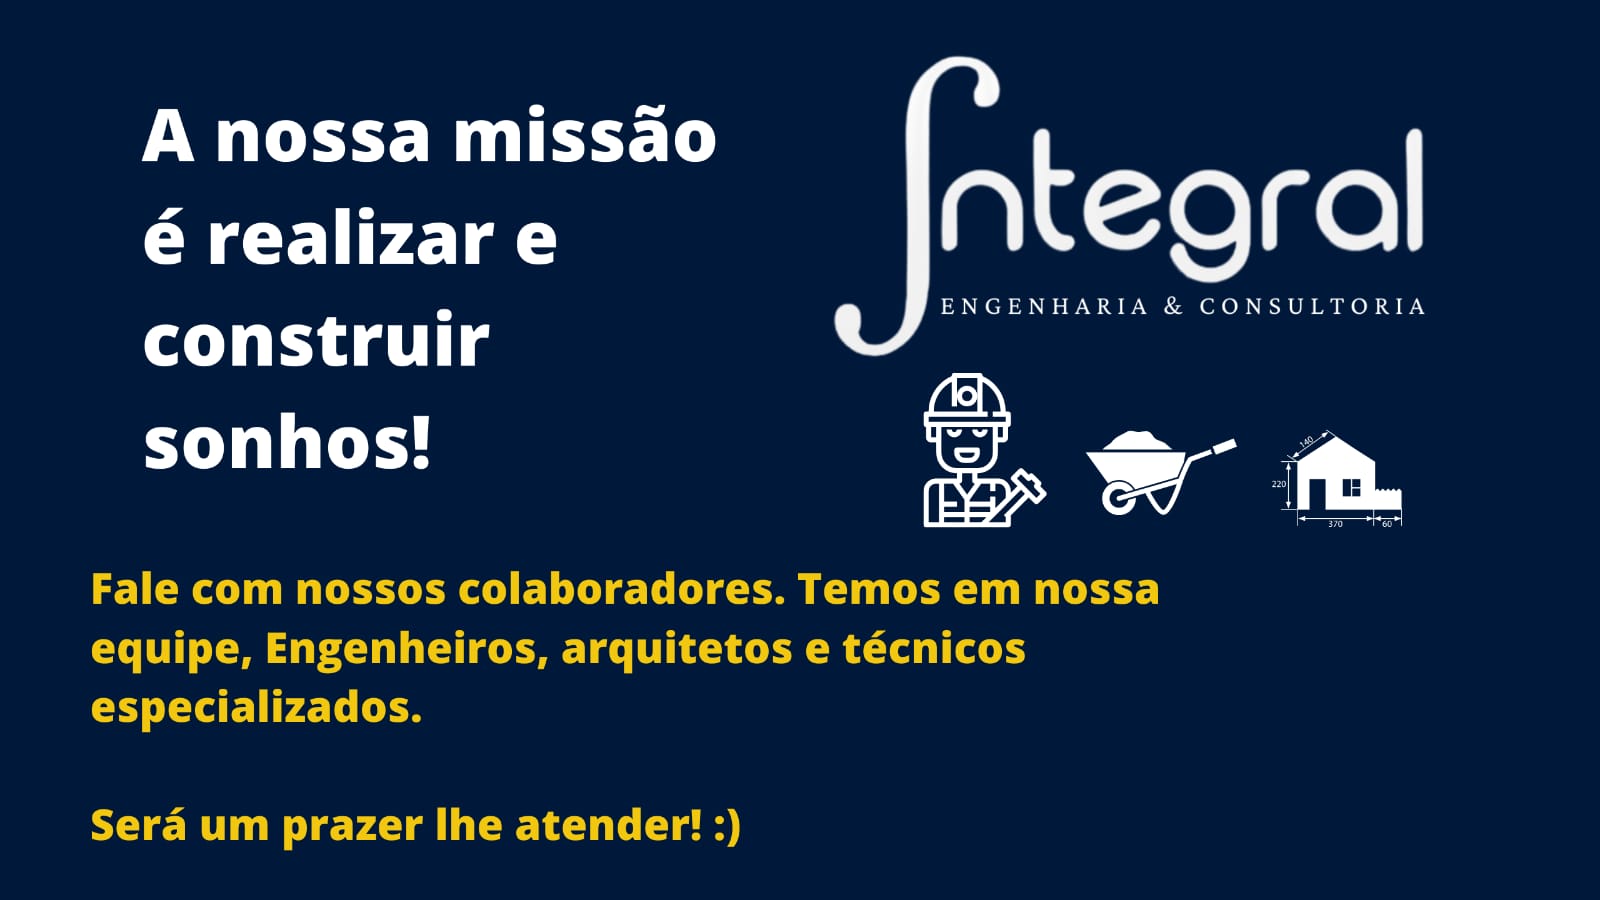 A nossa missão
é realizar e
construir
sonhos!
Integral
ENGENHARIA & CONSULTORIA
140
220
370
60
Fale com nossos colaboradores. Temos em nossa
equipe, Engenheiros, arquitetos e técnicos
especializados.
Será um prazer lhe atender! :)